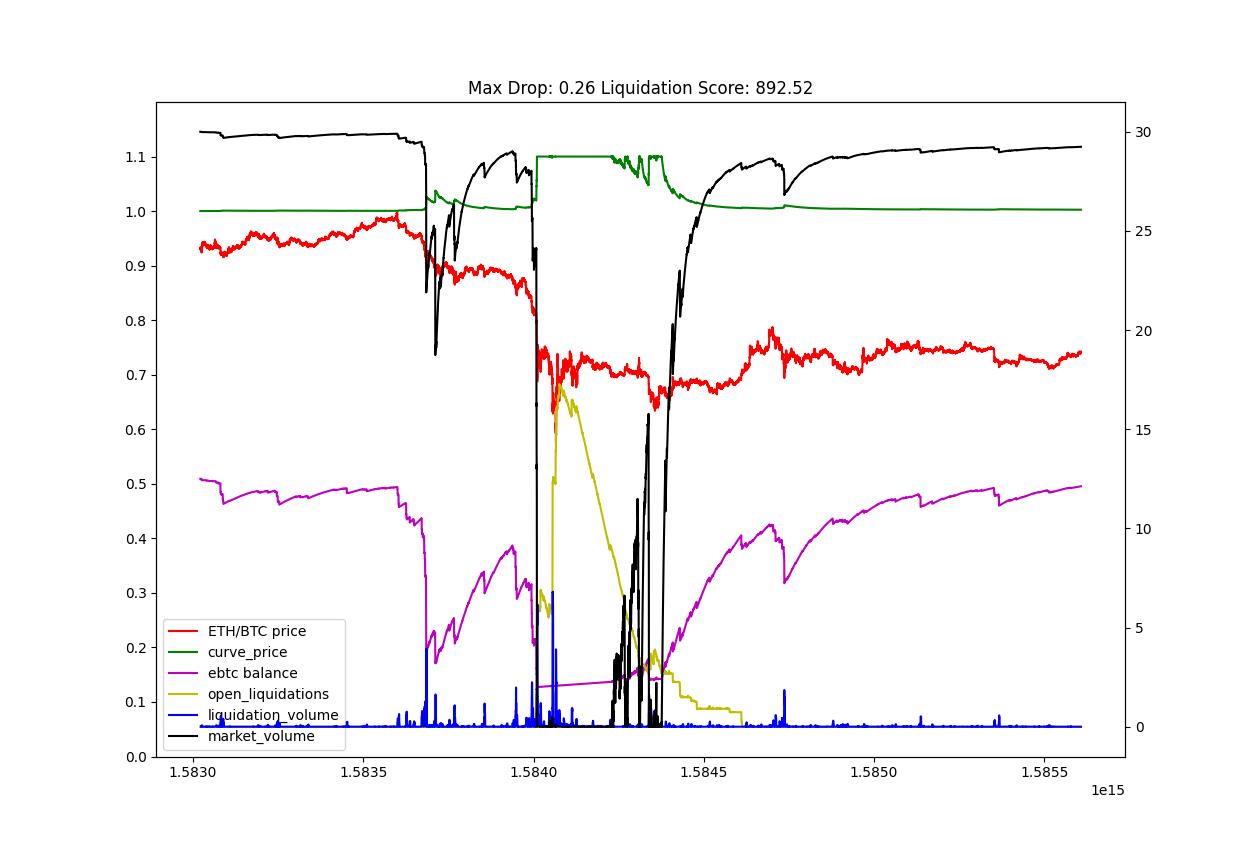 Max Drop: 0.26 Liquidation Score: 892.52
1.1
1.0
0.9
0.8
0.7
0.6
0.5
0.4
0.3
0.2
0.1
0.0
30
25
20
15
10
5
0
ETH/BTC price
curve_price
ebtc balance
open_liquidations
liquidation_volume
market_volume
1.5830 1.5835 1.5840 1.5845 1.5850 1.5855
1e15